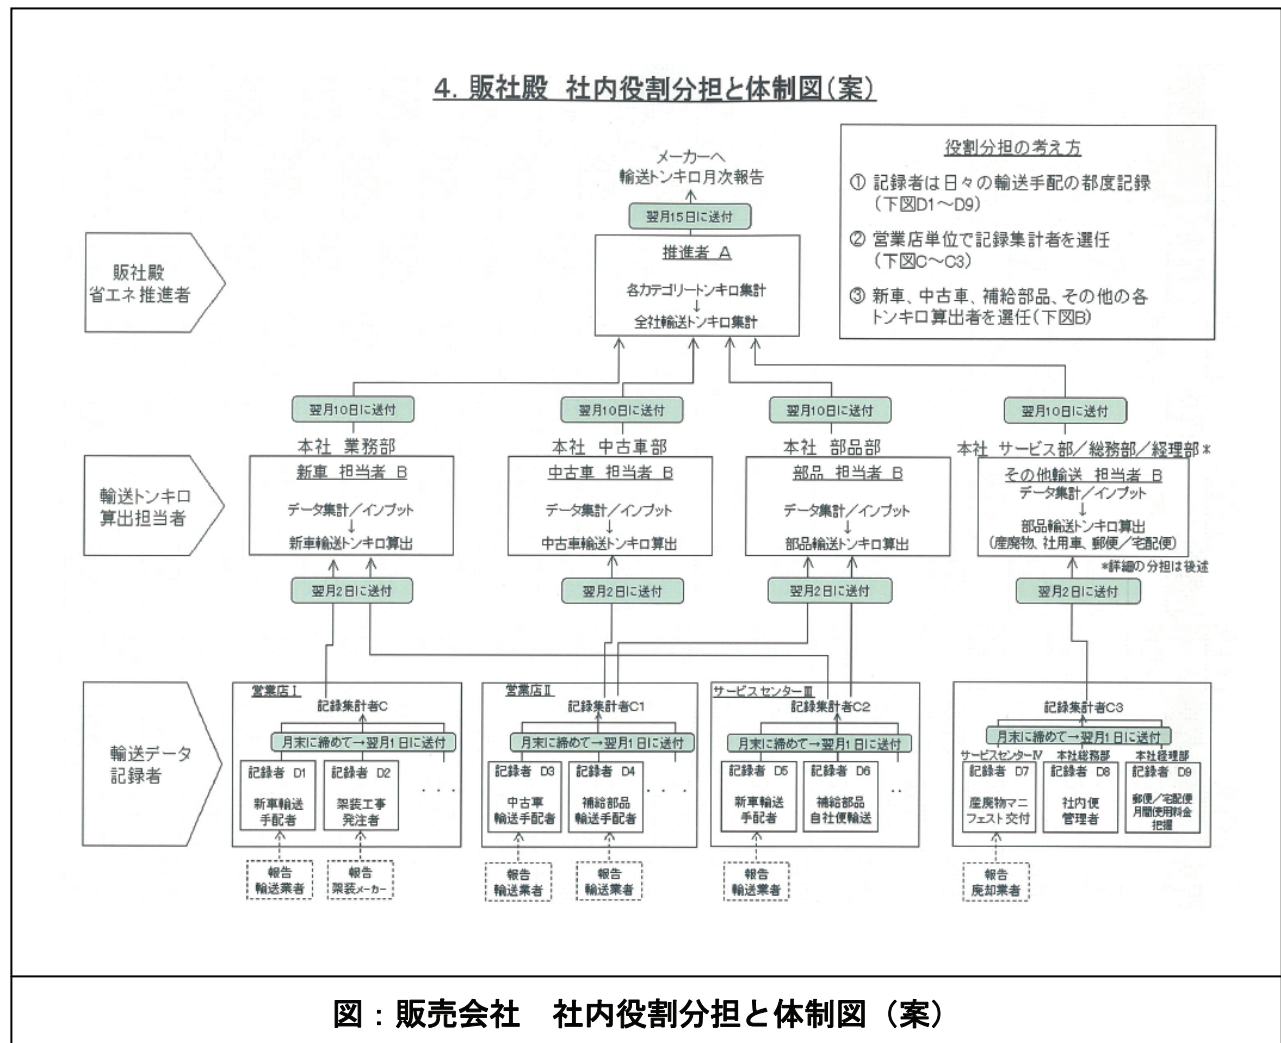 4. 販社殿 社内役割分担と体制図(案)
メーカーへ
輸送トンキロ月次報告
翌月15日に送付
役割分担の考え方
① 記録者は日々の輸送手配の都度記録
(下図D1～D9)
② 営業店単位で記録集計者を選任
(下図C～C3)
③ 新車、中古車、補給部品、その他の各
トンキロ算出者を選任(下図B)
販社殿
省エネ推進者
推進者 A
各カテゴリートンキロ集計
↓
全社輸送トンキロ集計
翌月10日に送付
翌月10日に送付
翌月10日に送付
翌月10日に送付
輸送トンキロ
算出担当者
本社 業務部
新車 担当者 B
データ集計／インプット
↓
新車輸送トンキロ算出
本社 中古車部
中古車 担当者 B
データ集計／インプット
↓
中古車輸送トンキロ算出
本社 部品部
部品 担当者 B
データ集計／インプット
↓
部品輸送トンキロ算出
本社 サービス部／総務部／経理部＊
その他輸送 担当者 B
データ集計／インプット
↓
部品輸送トンキロ算出
(産廃物、社用車、郵便／宅配便)
＊詳細の分担は後述
翌月2日に送付
翌月2日に送付
翌月2日に送付
翌月2日に送付
輸送データ
記録者
営業店Ⅰ
記録集計者C
月末に締めて→翌月1日に送付
記録者 D1
新車輸送
手配者
記録者 D2
架装工事
発注者
・・・
報告
輸送業者
報告
架装メーカー
営業店Ⅱ
記録集計者C1
月末に締めて→翌月1日に送付
記録者 D3
中古車
輸送手配者
記録者 D4
補給部品
輸送手配者
・・・
報告
輸送業者
報告
輸送業者
サービスセンターⅢ
記録集計者C2
月末に締めて→翌月1日に送付
記録者 D5
新車輸送
手配者
記録者 D6
補給部品
自社便輸送
・・
報告
輸送業者
記録集計者C3
月末に締めて→翌月1日に送付
サービスセンターⅣ
記録者 D7
産廃物マニ
フェスト交付
本社総務部
記録者 D8
社内便
管理者
本社経理部
記録者 D9
郵便／宅配便
月間使用料金
把握
報告
廃却業者
図：販売会社 社内役割分担と体制図（案）